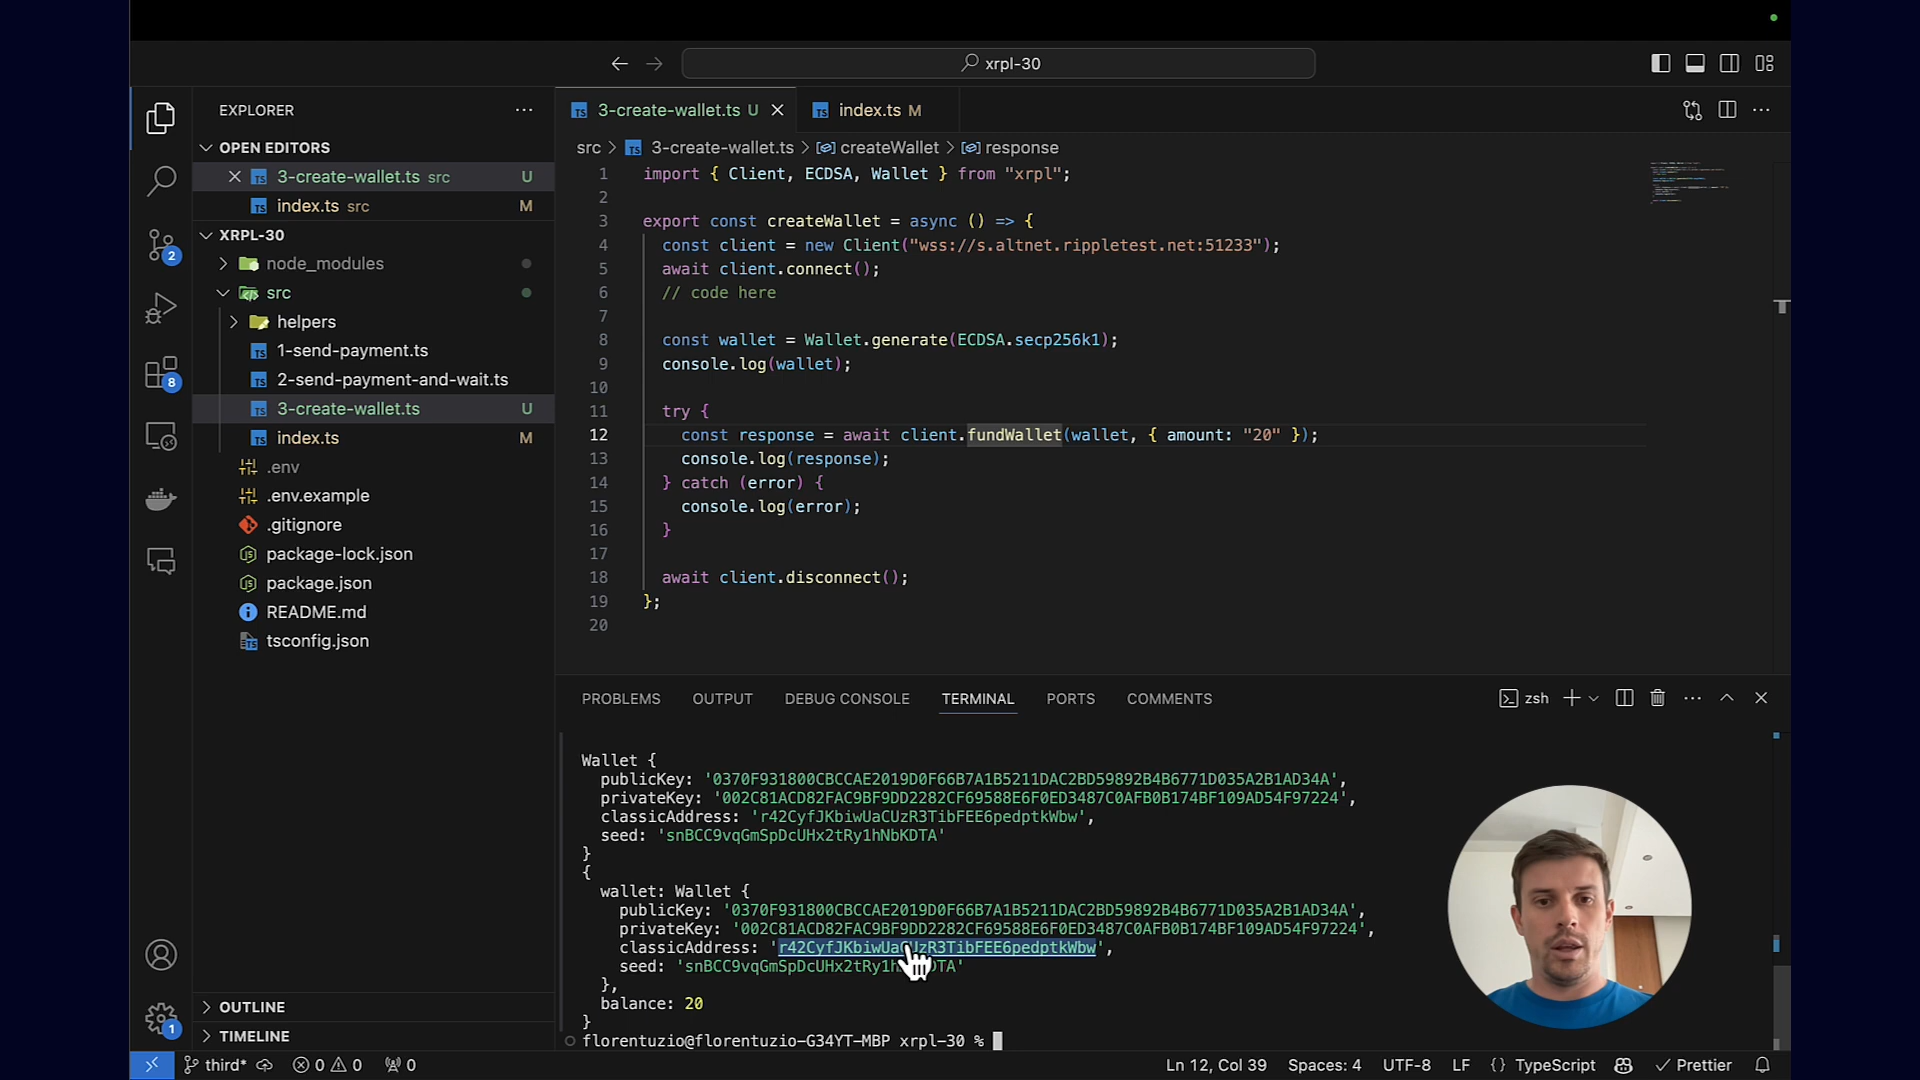 xrpl-30
EXPLORER
OPEN EDITORS
3-create-wallet.ts src U
index.ts src M
XRPL-30
node_modules
src
helpers
1-send-payment.ts
2-send-payment-and-wait.ts
3-create-wallet.ts U
index.ts M
.env
.env.example
.gitignore
package-lock.json
package.json
README.md
tsconfig.json
OUTLINE
TIMELINE
2
8
1
3-create-wallet.ts U
index.ts M
src > 3-create-wallet.ts > createWallet > response
1 import { Client, ECDSA, Wallet } from "xrpl";
2
3 export const createWallet = async () => {
4 const client = new Client("wss://s.altnet.rippletest.net:51233");
5 await client.connect();
6 // code here
7
8 const wallet = Wallet.generate(ECDSA.secp256k1);
9 console.log(wallet);
10
11 try {
12 const response = await client.fundWallet(wallet, { amount: "20" });
13 console.log(response);
14 } catch (error) {
15 console.log(error);
16 }
17
18 await client.disconnect();
19 };
20
PROBLEMS OUTPUT DEBUG CONSOLE TERMINAL PORTS COMMENTS
zsh
Wallet {
publicKey: '0370F931800CBCCAE2019D0F66B7A1B5211DAC2BD59892B4B6771D035A2B1AD34A',
privateKey: '002C81ACD82FAC9BF9DD2282CF69588E6F0ED3487C0AFB0B174BF109AD54F97224',
classicAddress: 'r42CyfJKbiwUaCUzR3TibFEE6pedptkWbw',
seed: 'snBCC9vqGmSpDcUHx2tRy1hNbKDTA'
}
{
wallet: Wallet {
publicKey: '0370F931800CBCCAE2019D0F66B7A1B5211DAC2BD59892B4B6771D035A2B1AD34A',
privateKey: '002C81ACD82FAC9BF9DD2282CF69588E6F0ED3487C0AFB0B174BF109AD54F97224',
classicAddress: 'r42CyfJKbiwUaCUzR3TibFEE6pedptkWbw',
seed:
},
balance: 20
}
florentuzio@florentuzio-G34YT-MBP xrpl-30 %
third* 0 0 0
Ln 12, Col 39 Spaces: 4 UTF-8 LF {} TypeScript Prettier